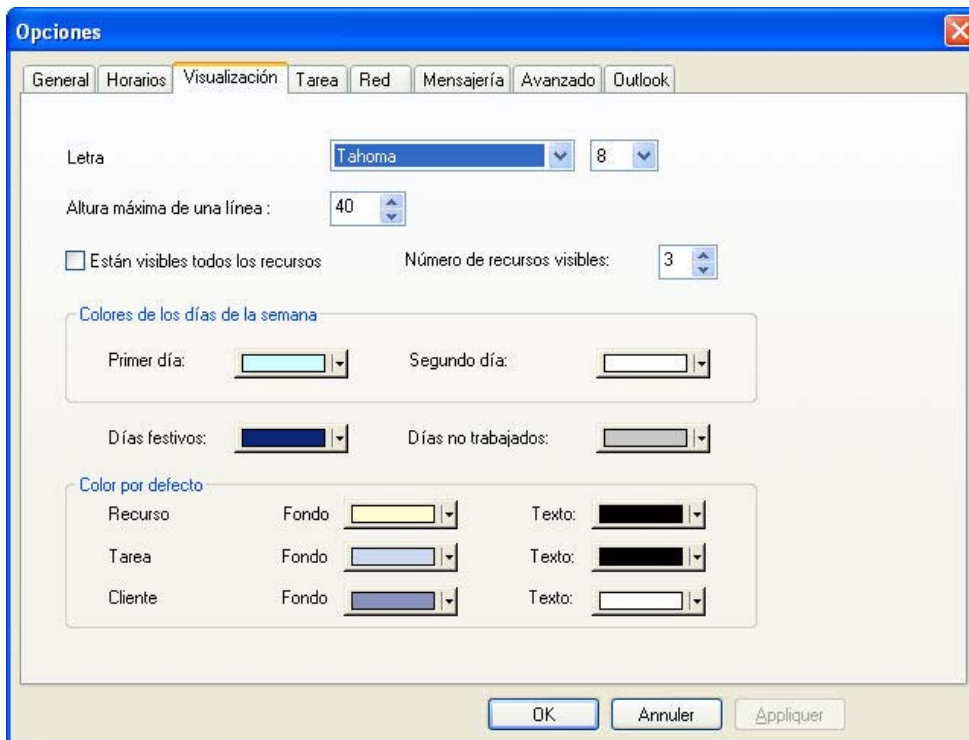 Opciones
General Horarios Visualización Tarea Red Mensajería Avanzado Outlook
Letra Tahoma 8
Altura máxima de una línea : 40
Están visibles todos los recursos Número de recursos visibles: 3
Colores de los días de la semana
Primer día: Segundo día:
Días festivos: Días no trabajados:
Color por defecto
Recurso Fondo Texto:
Tarea Fondo Texto:
Cliente Fondo Texto:
OK Annuler Appliquer